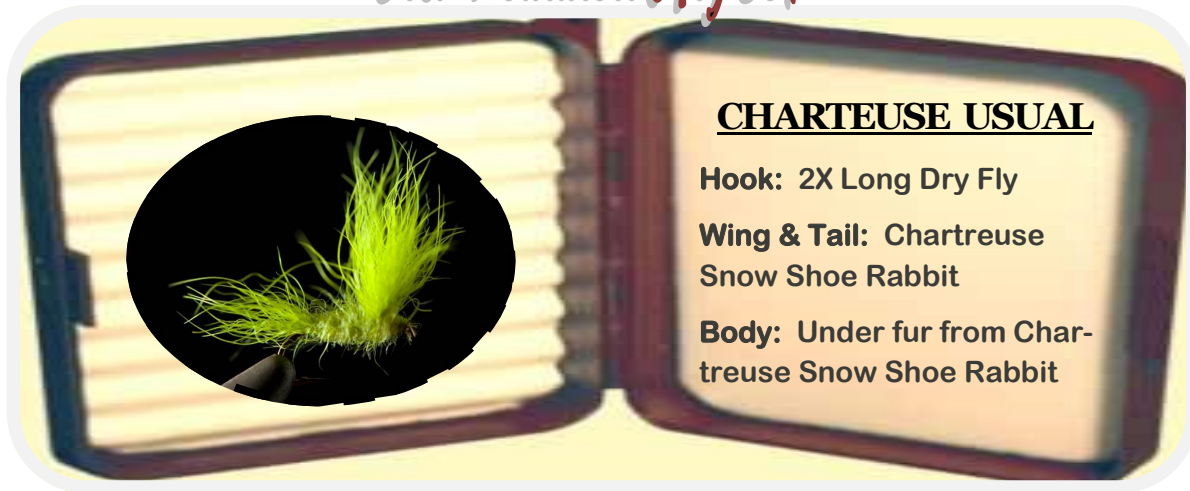 CHARTEUSE USUAL
Hook: 2X Long Dry Fly
Wing & Tail: Chartreuse
Snow Shoe Rabbit
Body: Under fur from Char-
treuse Snow Shoe Rabbit